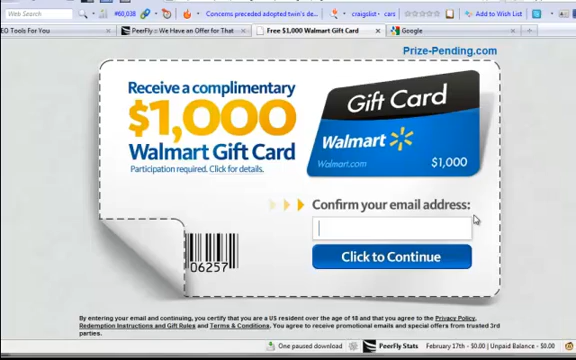 Web Search
#60,038
Concerns preceded adopted twin's de...
craigslist - cars
Add to Wish List
EO Tools For You
PeerFly :: We Have an Offer for That
Free $1,000 Walmart Gift Card
Google
Prize-Pending.com
Receive a complimentary
$1,000
Walmart Gift Card
Participation required. Click for details.
Gift Card
Walmart
Walmart.com
$1,000
Confirm your email address:
Click to Continue
06257
By entering your email and continuing, you certify that you are a US resident over the age of 18 and that you agree to the Privacy Policy,
Redemption Instructions and Gift Rules and Terms & Conditions. You agree to receive promotional emails and special offers from trusted 3rd
parties.
One paused download
PeerFly Stats
February 17th - $0.00 | Unpaid Balance - $0.00